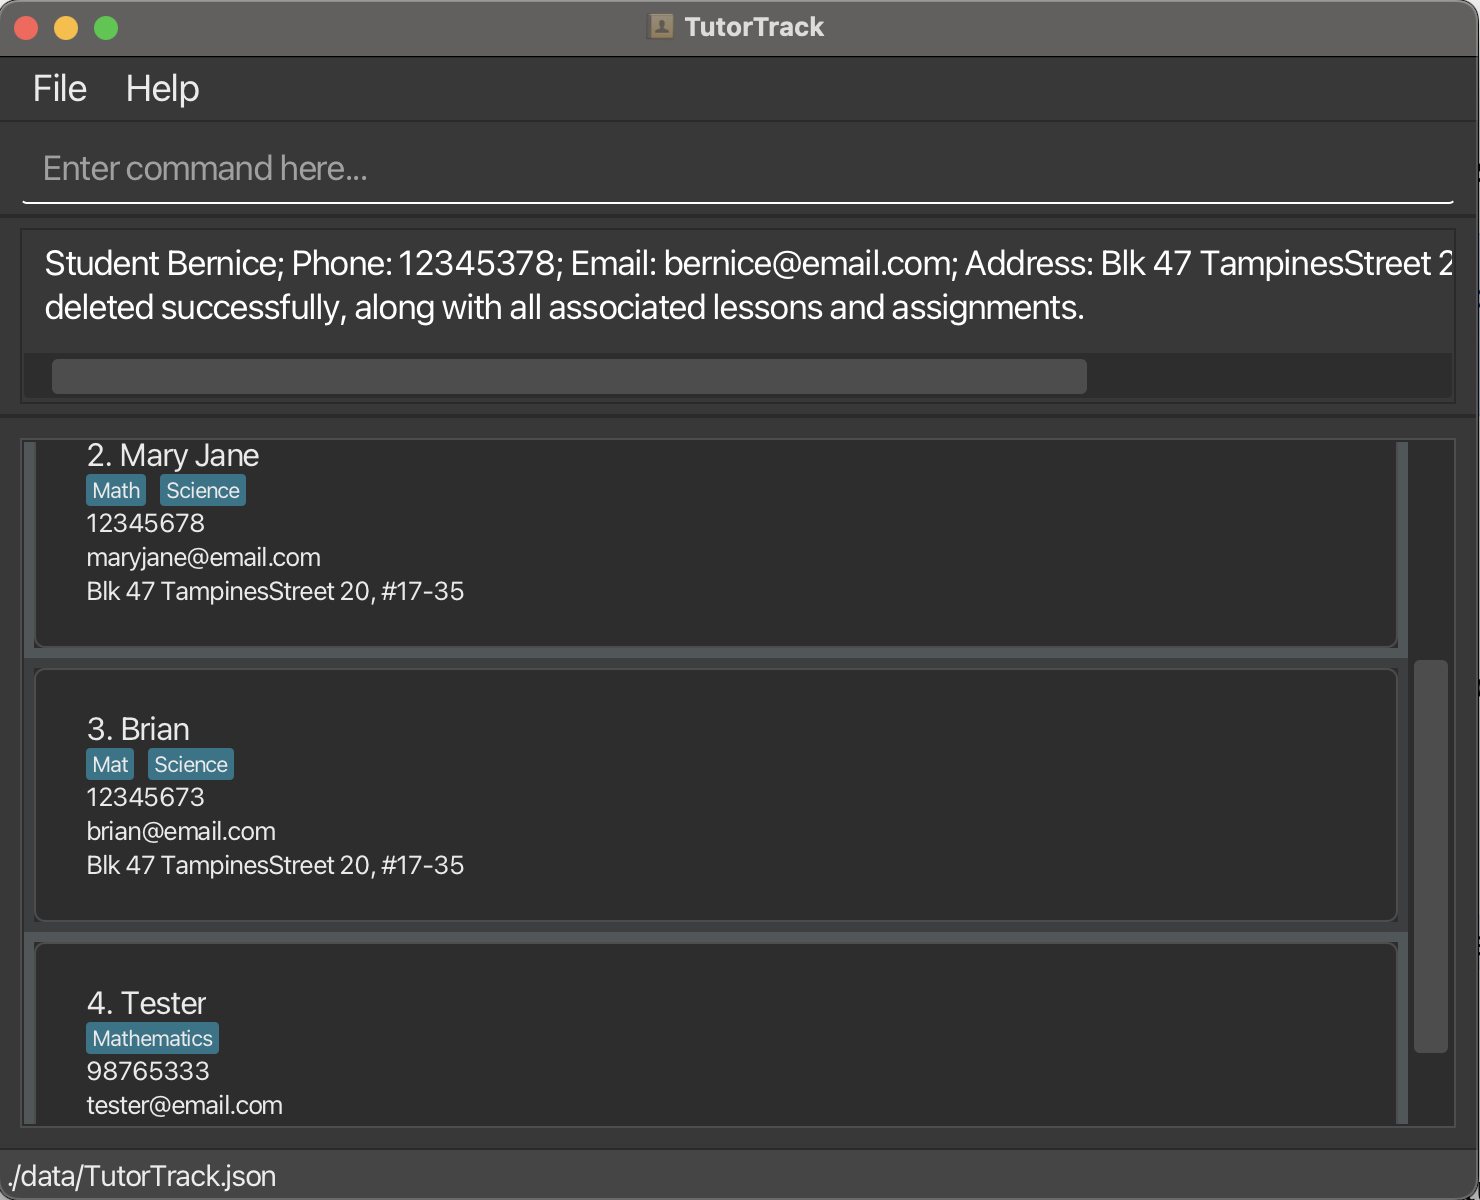 TutorTrack
File Help
Enter command here...
Student Bernice; Phone: 12345378; Email: bernice@email.com; Address: Blk 47 TampinesStreet 2
deleted successfully, along with all associated lessons and assignments.
2. Mary Jane
Math Science
12345678
maryjane@email.com
Blk 47 TampinesStreet 20, #17-35
3. Brian
Mat Science
12345673
brian@email.com
Blk 47 TampinesStreet 20, #17-35
4. Tester
Mathematics
98765333
tester@email.com
./data/TutorTrack.json